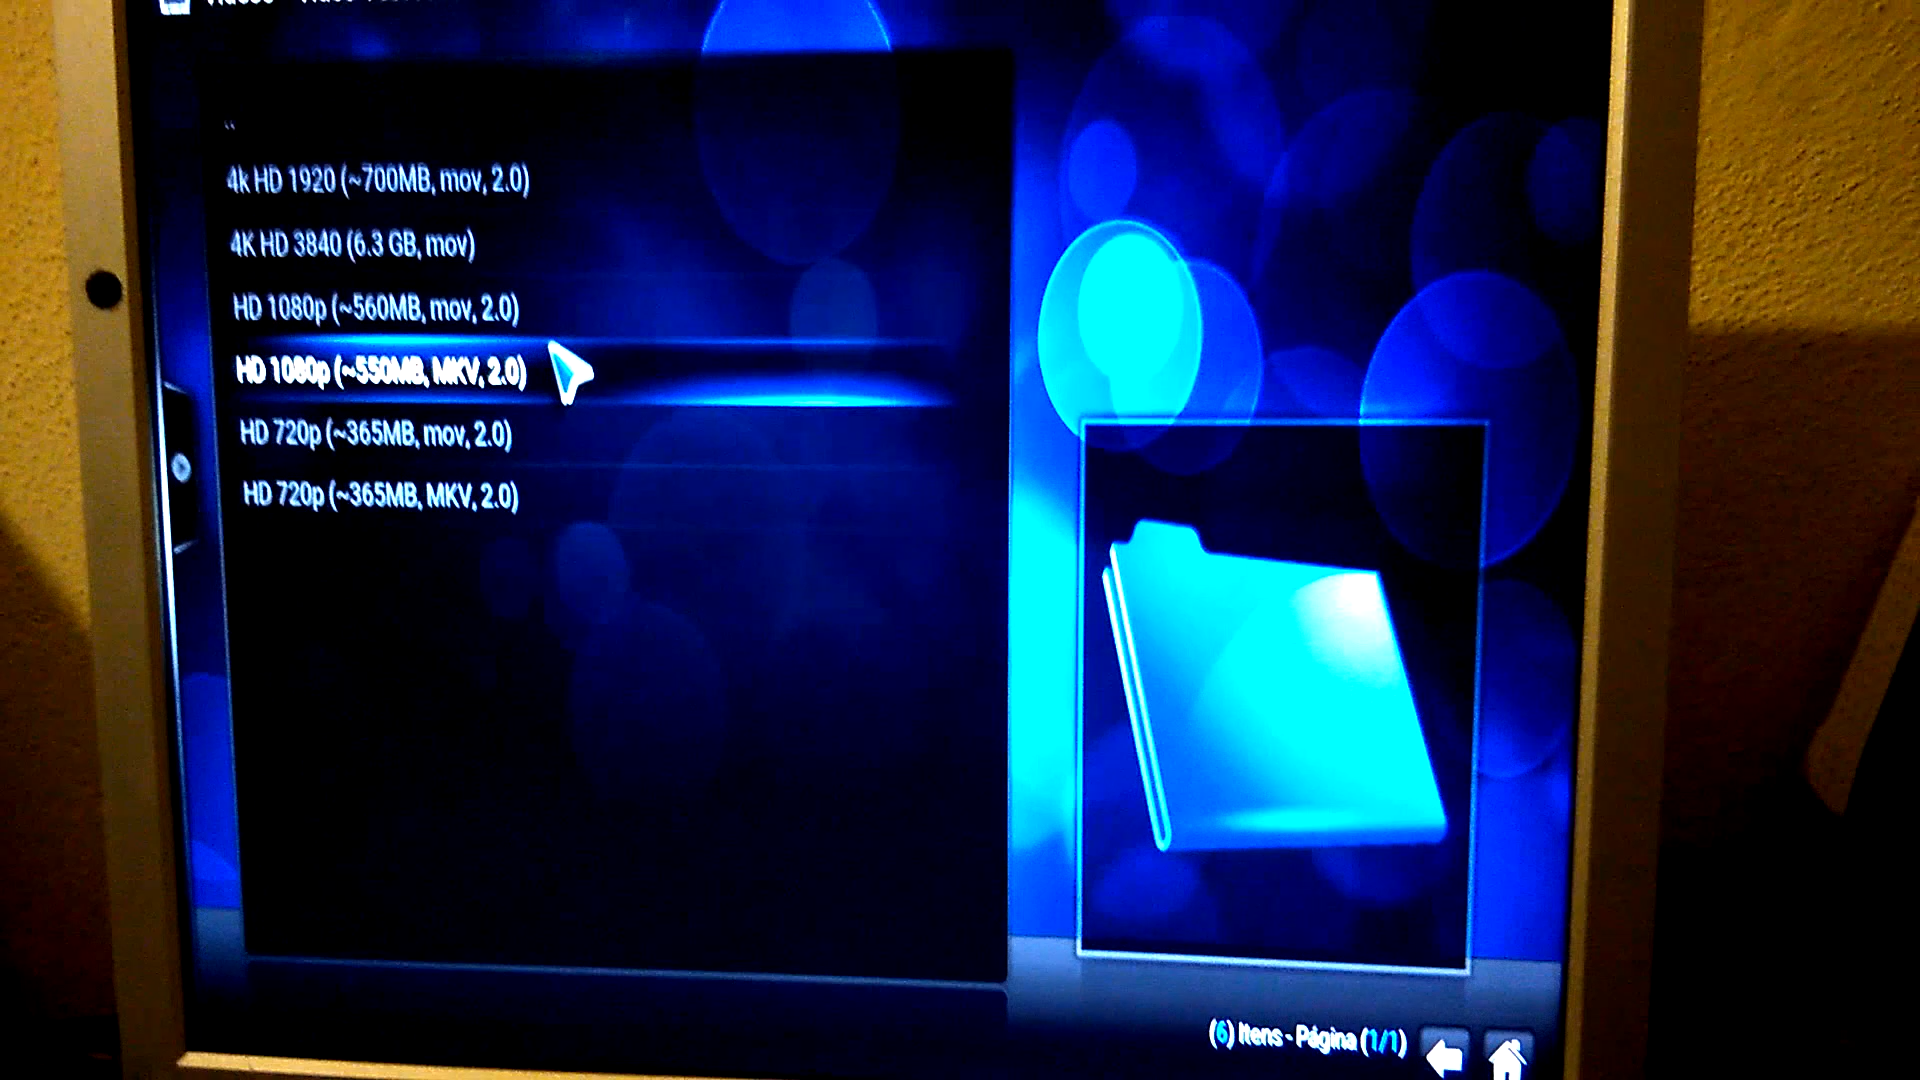 ..
4k HD 1920 (~700MB, mov, 2.0)
4K HD 3840 (6.3 GB, mov)
HD 1080p (~560MB, mov, 2.0)
HD 1080p (~550MB, MKV, 2.0)
HD 720p (~365MB, mov, 2.0)
HD 720p (~365MB, MKV, 2.0)
(6) Itens - Página (1/1)